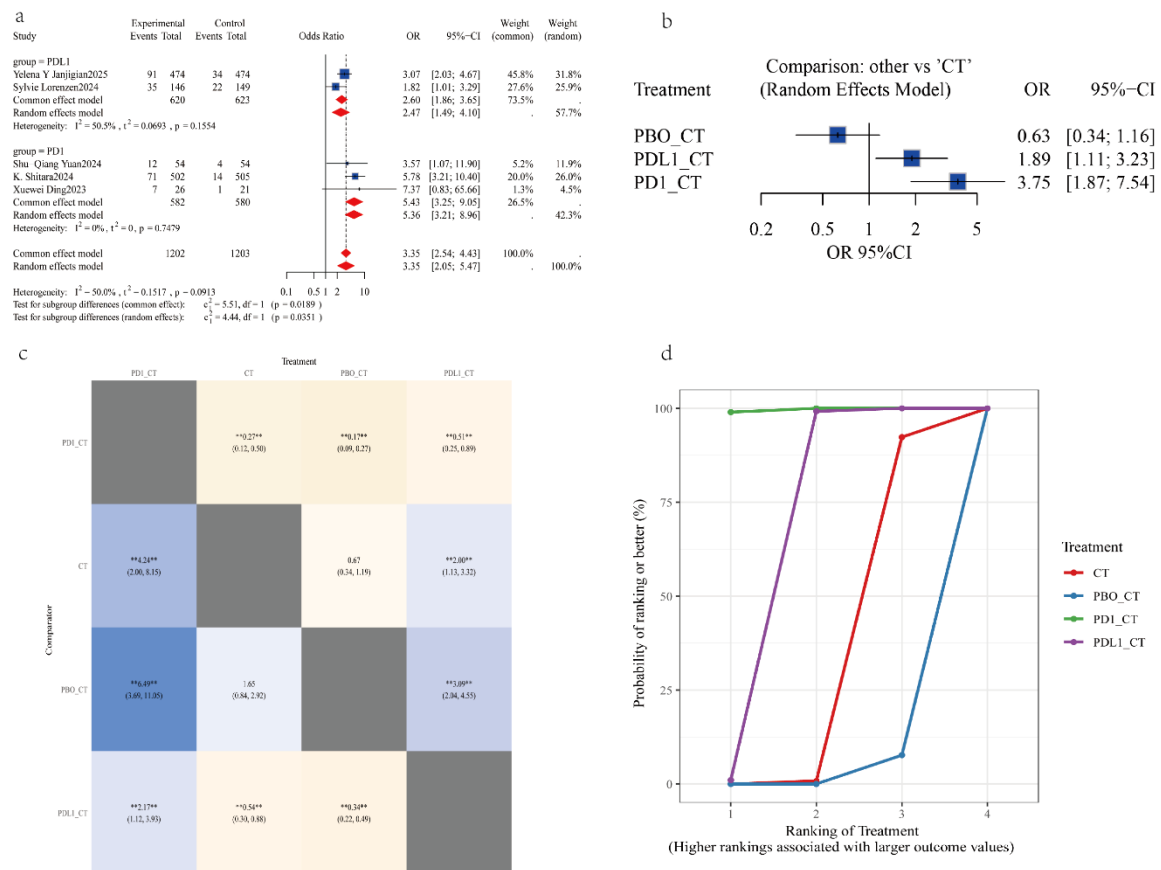 a
Experimental Control Weight Weight
Study Events Total Events Total Odds Ratio OR 95%−CI (common) (random)
group = PDL1
Yelena Y Janjigian2025 91 474 34 474 3.07 [2.03; 4.67] 45.8% 31.8%
Sylvie Lorenzen2024 35 146 22 149 1.82 [1.01; 3.29] 27.6% 25.9%
Common effect model 620 623 2.60 [1.86; 3.65] 73.5% .
Random effects model 2.47 [1.49; 4.10] . 57.7%
Heterogeneity: I² = 50.5%, t² = 0.0693, p = 0.1554
group = PD1
Shu Qiang Yuan2024 12 54 4 54 3.57 [1.07; 11.90] 5.2% 11.9%
K. Shitara2024 71 502 14 505 5.78 [3.21; 10.40] 20.0% 26.0%
Xuewei Ding2023 7 26 1 21 7.37 [0.83; 65.66] 1.3% 4.5%
Common effect model 582 580 5.43 [3.25; 9.05] 26.5% .
Random effects model 5.36 [3.21; 8.96] . 42.3%
Heterogeneity: I² = 0%, t² = 0, p = 0.7479
Common effect model 1202 1203 3.35 [2.54; 4.43] 100.0% .
Random effects model 3.35 [2.05; 5.47] . 100.0%
0.1 0.5 1 2 10
Heterogeneity: I² − 50.0%, t² − 0.1517, p − 0.0913
Test for subgroup differences (common effect): c²₁ = 5.51, df = 1 (p = 0.0189)
Test for subgroup differences (random effects): c²₁ = 4.44, df = 1 (p = 0.0351)
b
Comparison: other vs 'CT'
Treatment (Random Effects Model) OR 95%−CI
PBO_CT 0.63 [0.34; 1.16]
PDL1_CT 1.89 [1.11; 3.23]
PD1_CT 3.75 [1.87; 7.54]
0.2 0.5 1 2 5
OR 95%CI
c
Treatment
PD1_CT CT PBO_CT PDL1_CT
PD1_CT **0.27** **0.17** **0.51**
(0.12, 0.50) (0.09, 0.27) (0.25, 0.89)
CT **4.24** 0.67 **2.00**
(2.00, 8.15) (0.34, 1.19) (1.13, 3.32)
Comparator
PBO_CT **6.49** 1.65 **3.09**
(3.69, 11.05) (0.84, 2.92) (2.04, 4.55)
PDL1_CT **2.17** **0.54** **0.34**
(1.12, 3.93) (0.30, 0.88) (0.22, 0.49)
d
Probability of ranking or better (%)
100
75
50
25
0
1 2 3 4
Ranking of Treatment
(Higher rankings associated with larger outcome values)
Treatment
CT
PBO_CT
PD1_CT
PDL1_CT